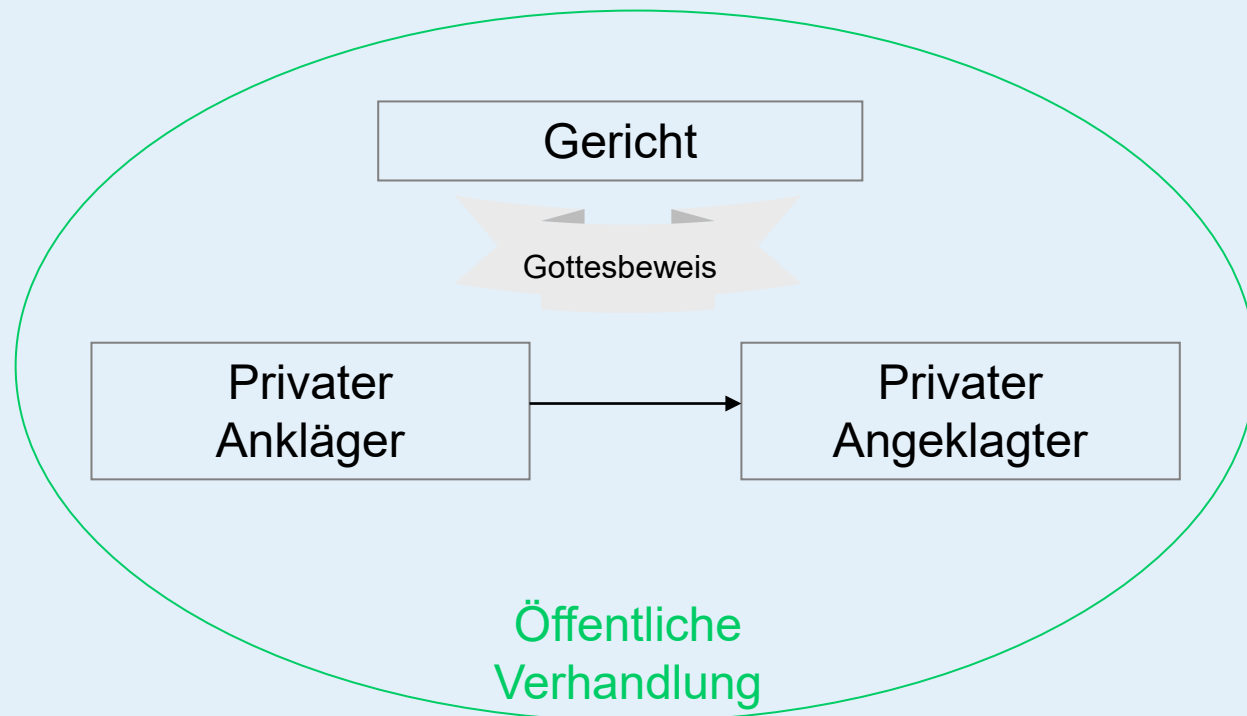 Gericht
Gottesbeweis
Privater
Ankläger
Privater
Angeklagter
Öffentliche
Verhandlung